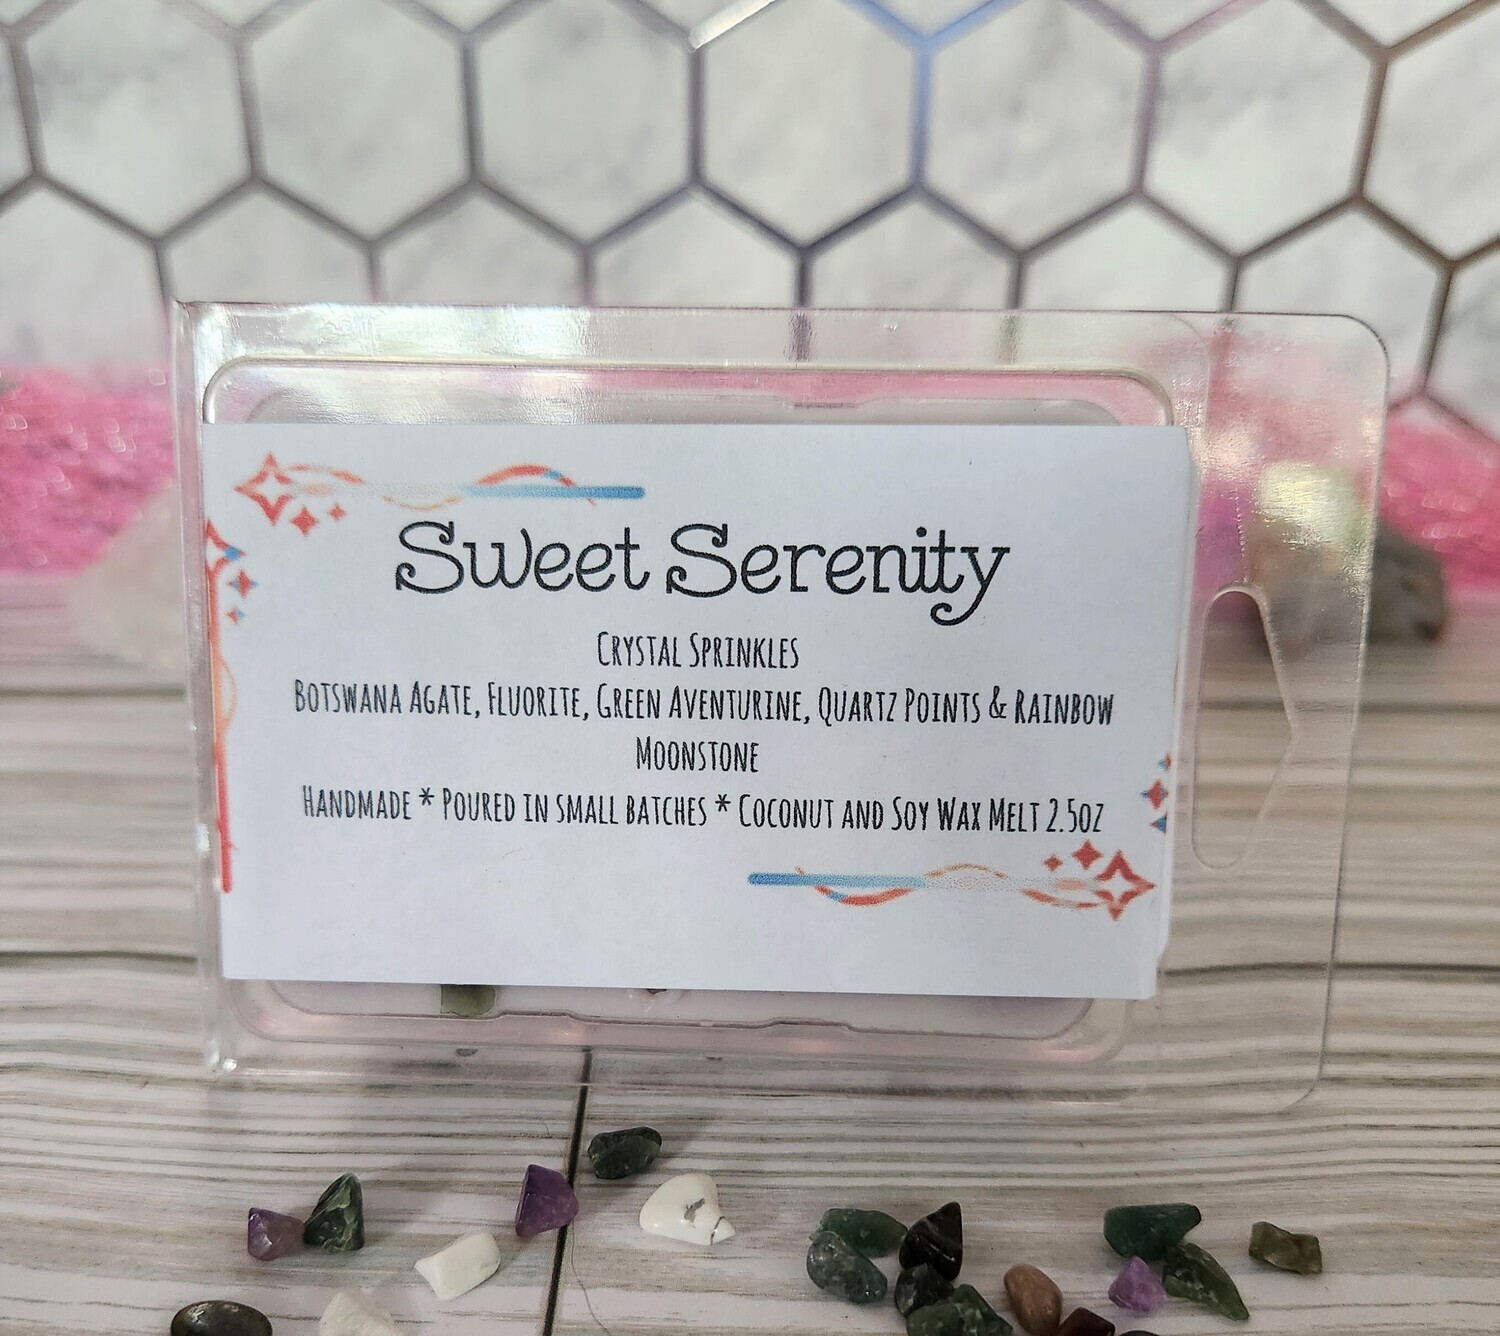 Sweet Serenity
Crystal Sprinkles
Botswana Agate, Fluorite, Green Aventurine, Quartz Points & Rainbow
Moonstone
Handmade * Poured in small batches * Coconut and Soy Wax Melt 2.5oz